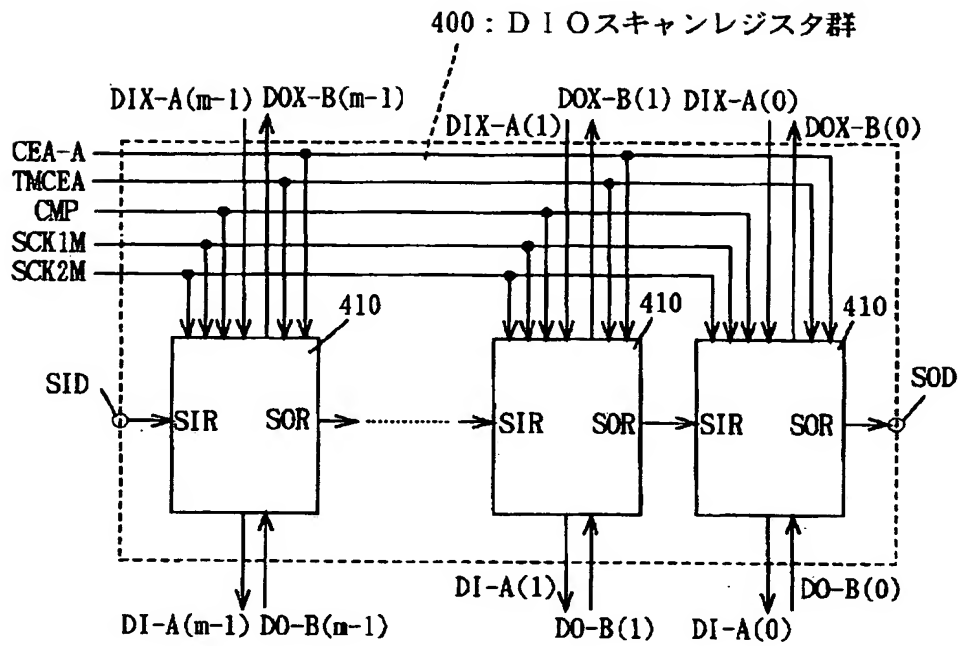 400:DIOスキャンレジスタ群
DIX-A(m-1) DOX-B(m-1)
DIX-A(1)
DOX-B(1)
DIX-A(0)
DOX-B(0)
CEA-A
TMCEA
CMP
SCK1M
SCK2M
410
410
410
SID
SIR SOR
SIR SOR
SIR SOR
SOD
DI-A(m-1) DO-B(m-1)
DI-A(1)
DO-B(1)
DI-A(0)
DO-B(0)